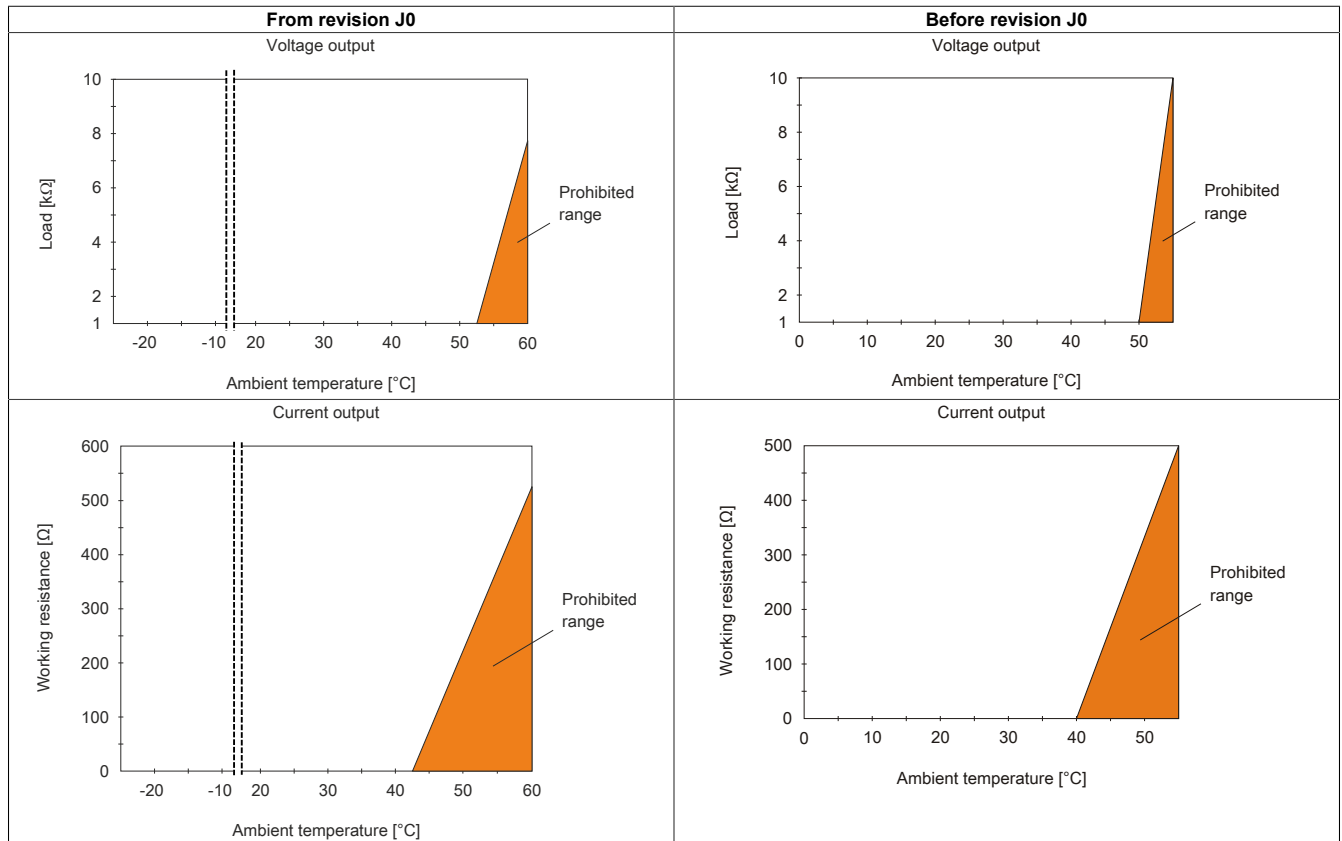 From revision J0
Before revision J0
Voltage output
10
8
6
4
2
1
Load [kΩ]
Prohibited
range
-20 -10 20 30 40 50 60
Ambient temperature [°C]
Voltage output
10
8
6
4
2
1
Load [kΩ]
Prohibited
range
0 10 20 30 40 50
Ambient temperature [°C]
Current output
600
500
400
300
200
100
0
Working resistance [Ω]
Prohibited
range
-20 -10 20 30 40 50 60
Ambient temperature [°C]
Current output
500
400
300
200
100
0
Working resistance [Ω]
Prohibited
range
0 10 20 30 40 50
Ambient temperature [°C]